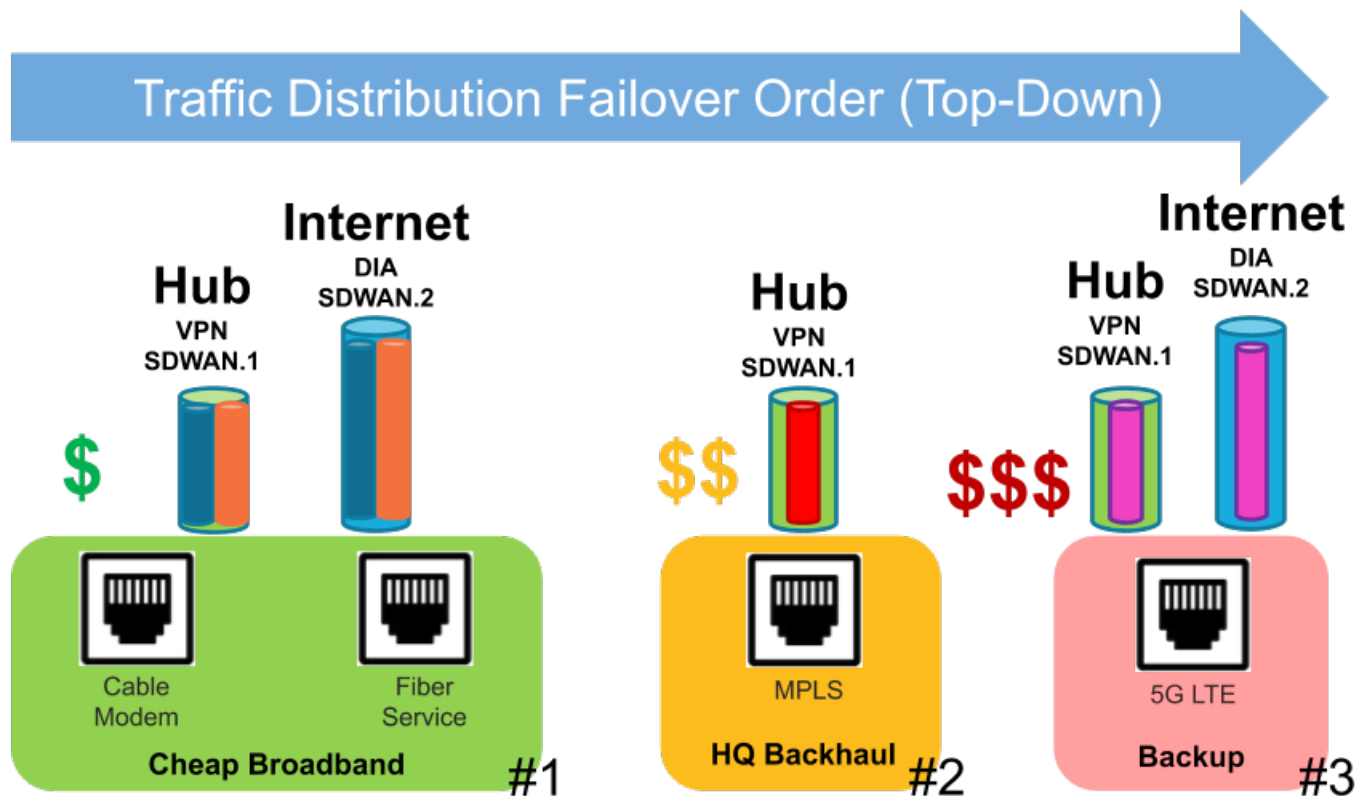 Traffic Distribution Failover Order (Top-Down)
Hub
VPN
SDWAN.1
Internet
DIA
SDWAN.2
$
Cable
Modem
Fiber
Service
Cheap Broadband
#1
Hub
VPN
SDWAN.1
$$
MPLS
HQ Backhaul
#2
Hub
VPN
SDWAN.1
Internet
DIA
SDWAN.2
$$$
5G LTE
Backup
#3